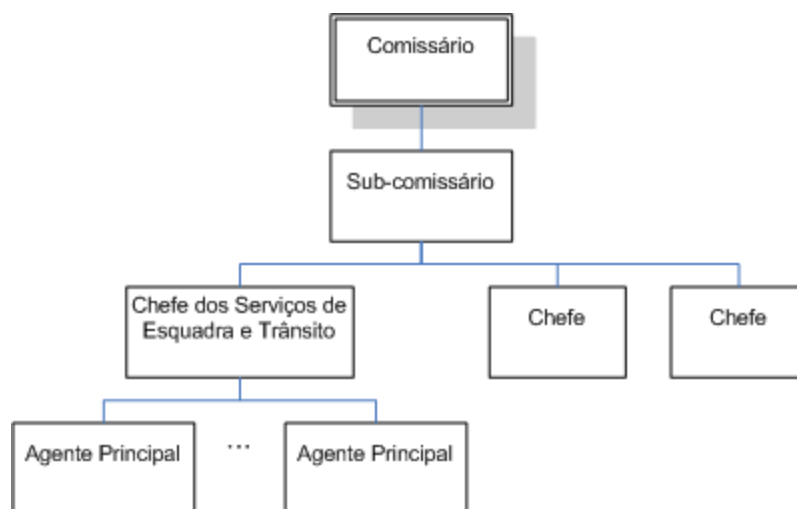 Comissário
Sub-comissário
Chefe dos Serviços de
Esquadra e Trânsito
Chefe
Chefe
Agente Principal
...
Agente Principal